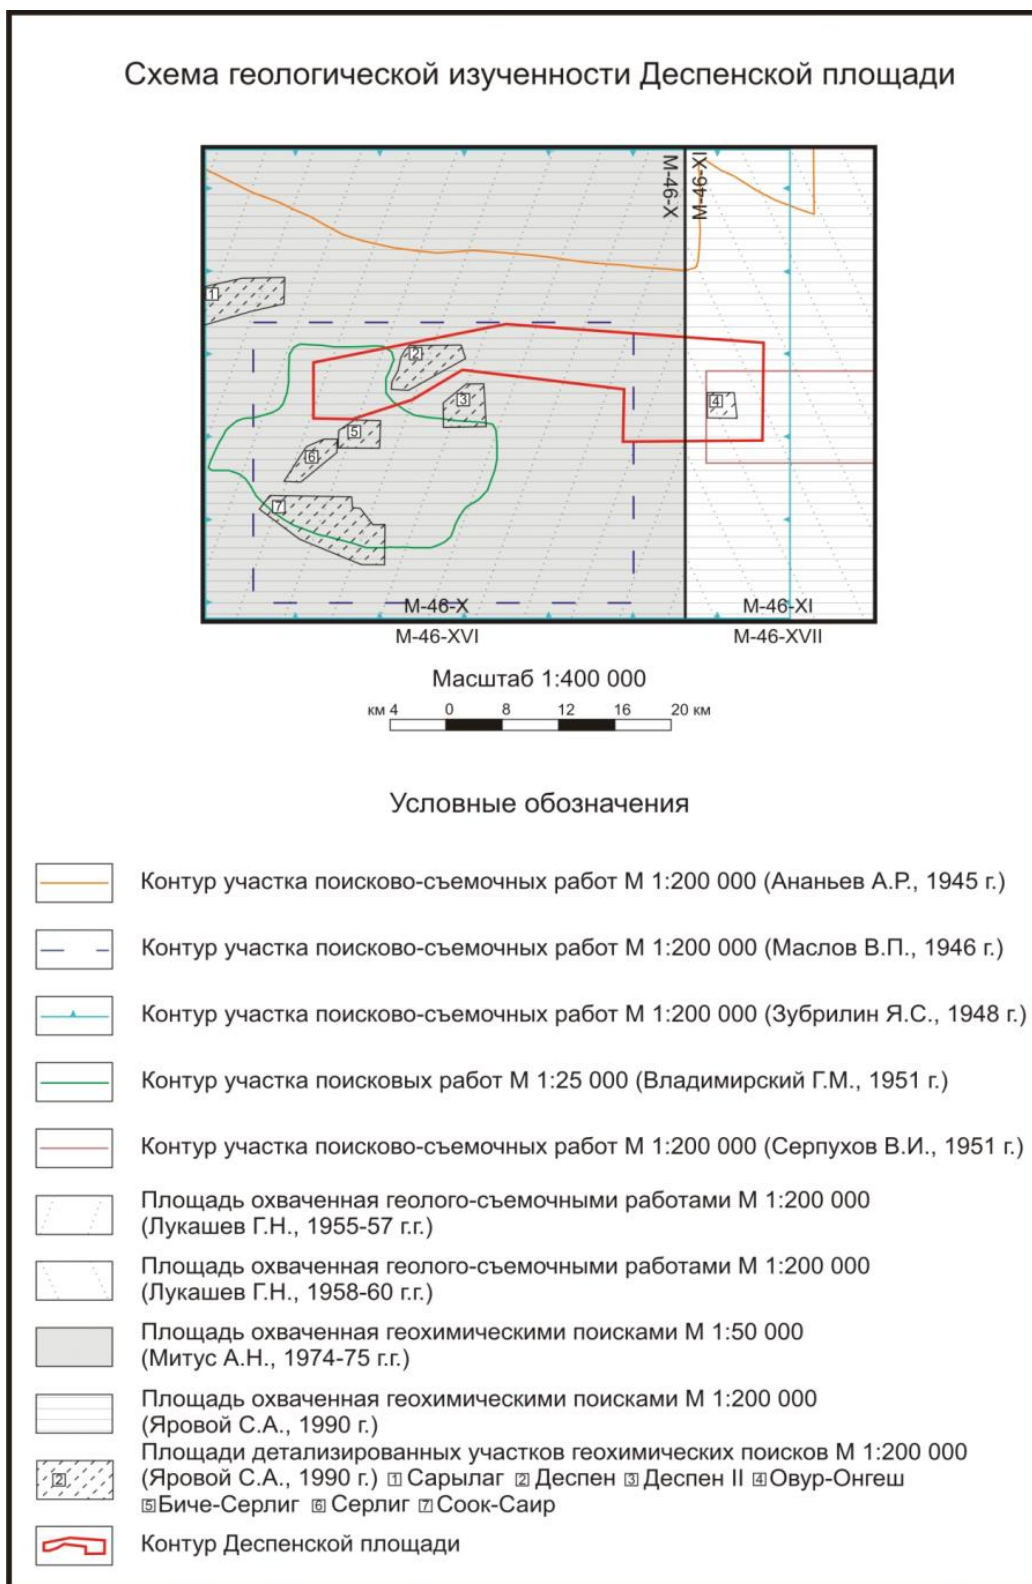 Схема геологической изученности Деспенской площади
М-46-X
М-46-XI
1
2
3
4
5
6
7
М-46-X
М-46-XI
М-46-XVI
М-46-XVII
Масштаб 1:400 000
км 4 0 8 12 16 20 км
Условные обозначения
Контур участка поисково-съемочных работ М 1:200 000 (Ананьев А.Р., 1945 г.)
Контур участка поисково-съемочных работ М 1:200 000 (Маслов В.П., 1946 г.)
Контур участка поисково-съемочных работ М 1:200 000 (Зубрилин Я.С., 1948 г.)
Контур участка поисковых работ М 1:25 000 (Владимирский Г.М., 1951 г.)
Контур участка поисково-съемочных работ М 1:200 000 (Серпухов В.И., 1951 г.)
Площадь охваченная геолого-съемочными работами М 1:200 000
(Лукашев Г.Н., 1955-57 г.г.)
Площадь охваченная геолого-съемочными работами М 1:200 000
(Лукашев Г.Н., 1958-60 г.г.)
Площадь охваченная геохимическими поисками М 1:50 000
(Митус А.Н., 1974-75 г.г.)
Площадь охваченная геохимическими поисками М 1:200 000
(Яровой С.А., 1990 г.)
Площади детализированных участков геохимических поисков М 1:200 000
2 (Яровой С.А., 1990 г.) 1 Сарылаг 2 Деспен 3 Деспен II 4 Овур-Онгеш
5 Биче-Серлиг 6 Серлиг 7 Соок-Саир
Контур Деспенской площади